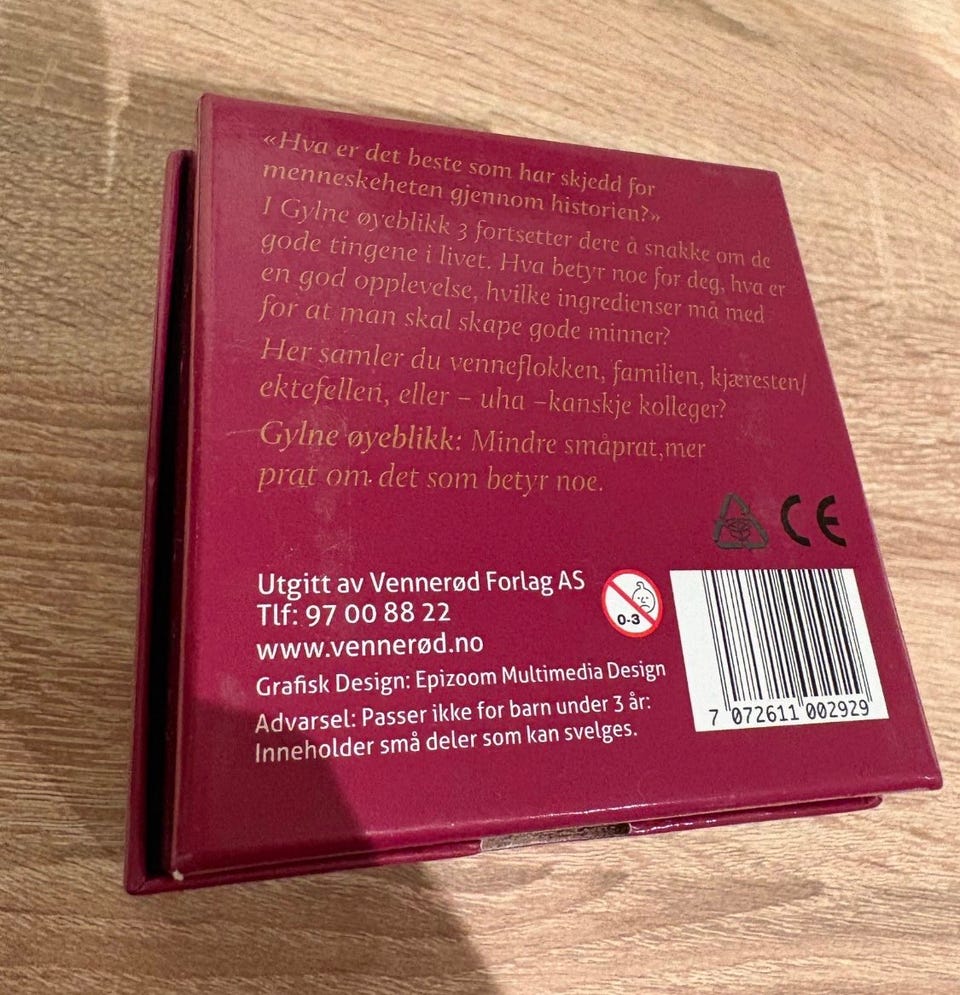 «Hva er det beste som har skjedd for
menneskeheten gjennom historien?»
I Gylne øyeblikk 3 fortsetter dere å snakke om de
gode tingene i livet. Hva betyr noe for deg, hva er
en god opplevelse, hvilke ingredienser må med
for at man skal skape gode minner?
Her samler du venneflokken, familien, kjæresten/
ektefellen, eller – uha –kanskje kolleger?
Gylne øyeblikk: Mindre småprat,mer
prat om det som betyr noe.
CE
Utgitt av Vennerød Forlag AS
Tlf: 97 00 88 22
www.vennerød.no
Grafisk Design: Epizoom Multimedia Design
Advarsel: Passer ikke for barn under 3 år:
Inneholder små deler som kan svelges.
0-3
7 072611 002929